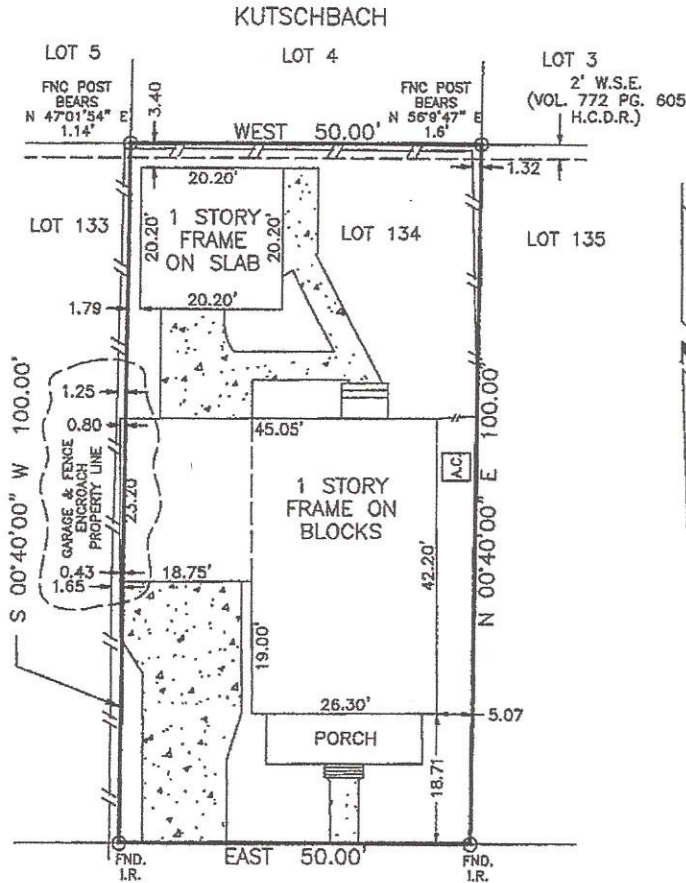 KUTSCHBACH
LOT 5
LOT 4
LOT 3
FNC POST
BEARS
N 47°01'54" E
1.14'
3.40
FNC POST
BEARS
N 56°9'47" E
1.6'
2' W.S.E.
(VOL. 772 PG. 605
H.C.D.R.)
WEST 50.00'
1.32
20.20'
LOT 133
20.20'
1 STORY
FRAME
ON SLAB
20.20'
LOT 134
LOT 135
20.20'
1.79
1.25
0.80
45.05'
S 00°40'00" W 100.00'
GARAGE & FENCE
ENGROACH
PROPERTY LINE
23.20'
1 STORY
FRAME ON
BLOCKS
A.C.
42.20'
N 00°40'00" E 100.00'
0.43
18.75'
1.65
19.00'
26.30'
5.07
PORCH
18.71
FND.
I.R.
EAST 50.00'
FND.
I.R.